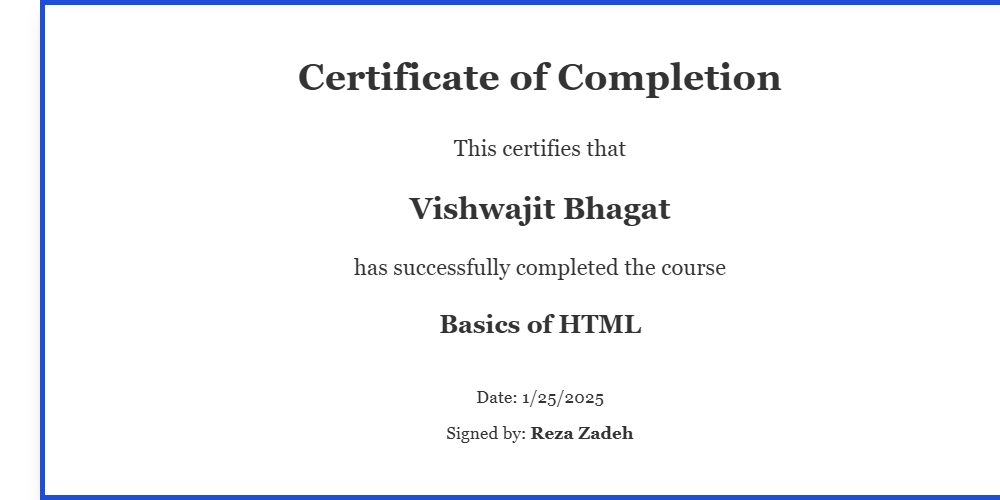 Certificate of Completion
This certifies that
Vishwajit Bhagat
has successfully completed the course
Basics of HTML
Date: 1/25/2025
Signed by: Reza Zadeh